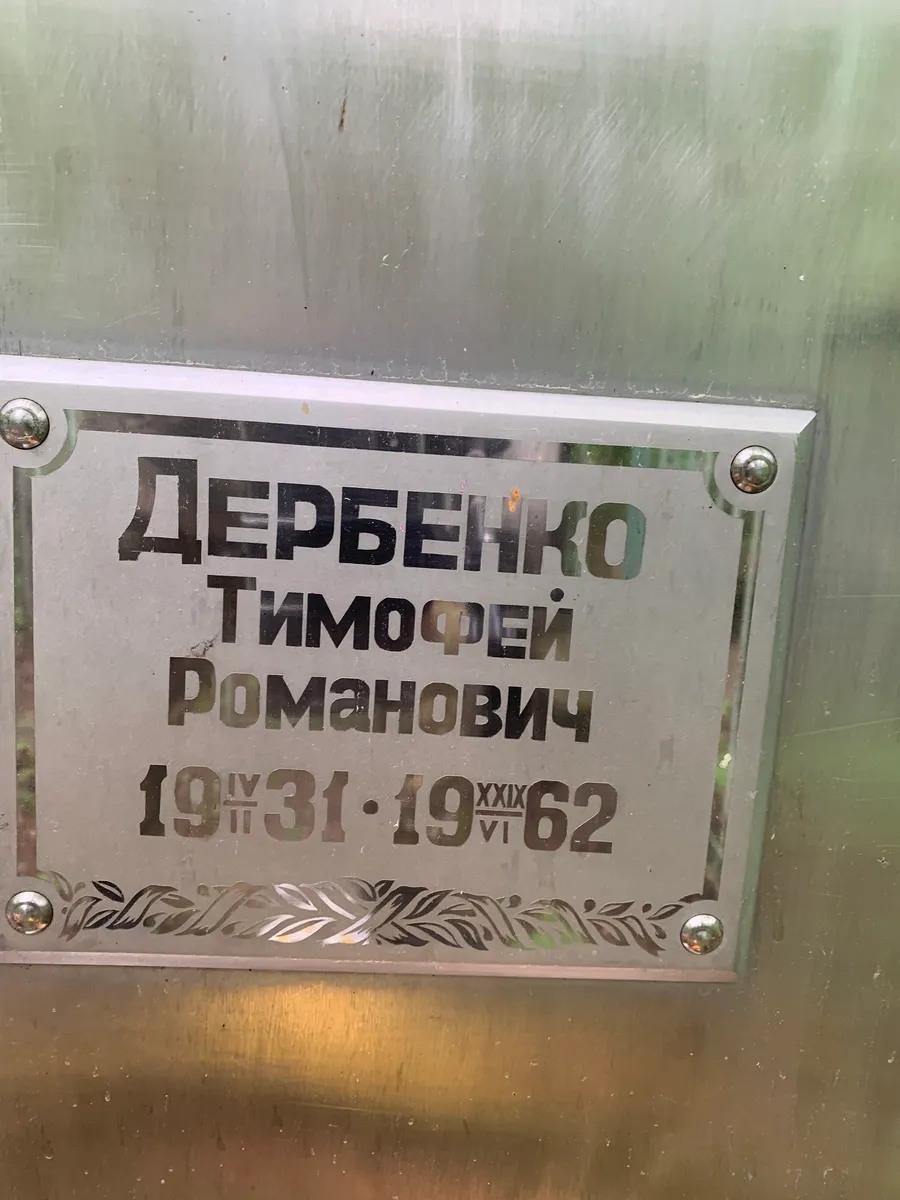 ДЕРБЕНКО
ТИМОФЕЙ
РОМАНОВИЧ
19 IV/II 31 · 19 XXIX/VI 62